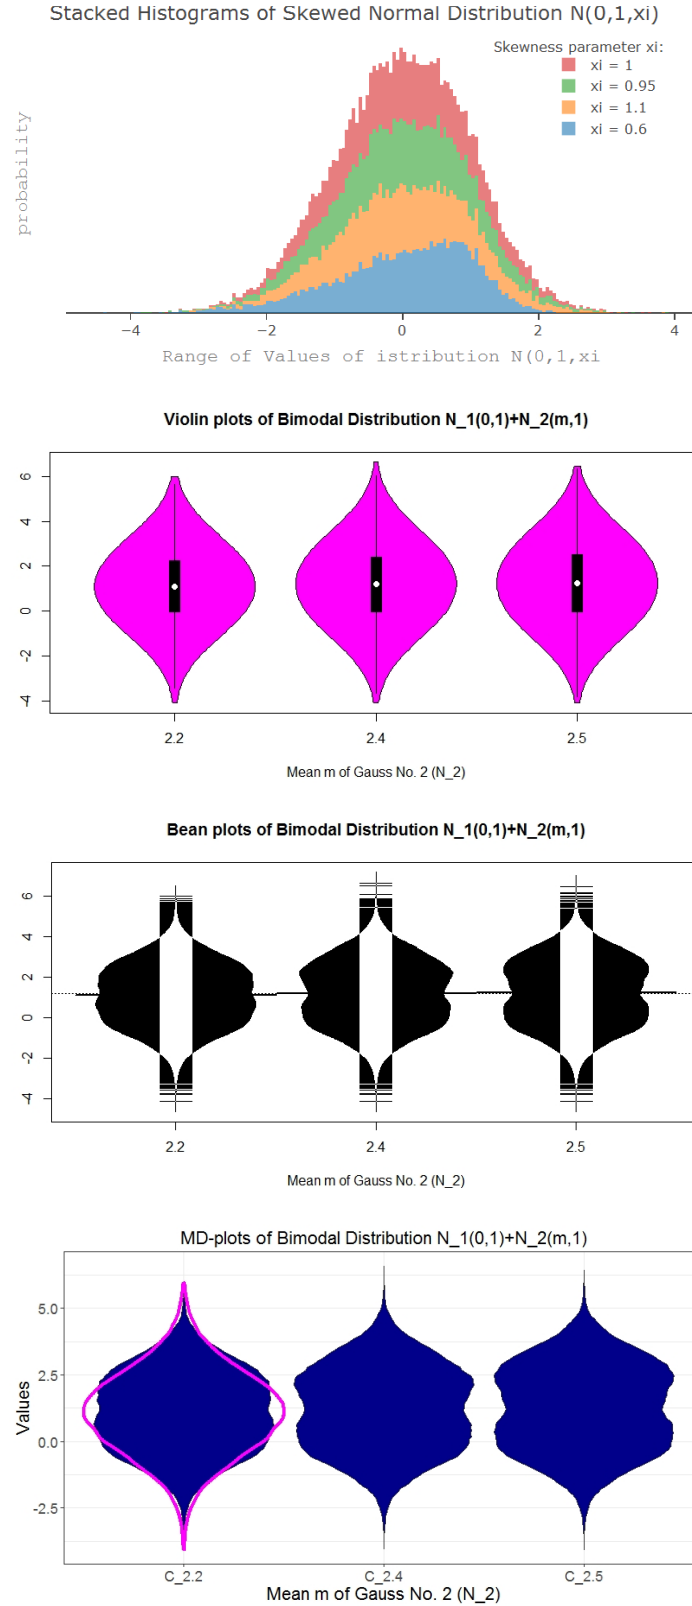 Stacked Histograms of Skewed Normal Distribution N(0,1,xi)
Skewness parameter xi:
xi = 1
xi = 0.95
xi = 1.1
xi = 0.6
probability
−4 −2 0 2 4
Range of Values of istribution N(0,1,xi
Violin plots of Bimodal Distribution N_1(0,1)+N_2(m,1)
6
4
2
0
-2
-4
2.2 2.4 2.5
Mean m of Gauss No. 2 (N_2)
Bean plots of Bimodal Distribution N_1(0,1)+N_2(m,1)
6
4
2
0
-2
-4
2.2 2.4 2.5
Mean m of Gauss No. 2 (N_2)
MD-plots of Bimodal Distribution N_1(0,1)+N_2(m,1)
Values
5.0
2.5
0.0
-2.5
C_2.2 C_2.4 C_2.5
Mean m of Gauss No. 2 (N_2)